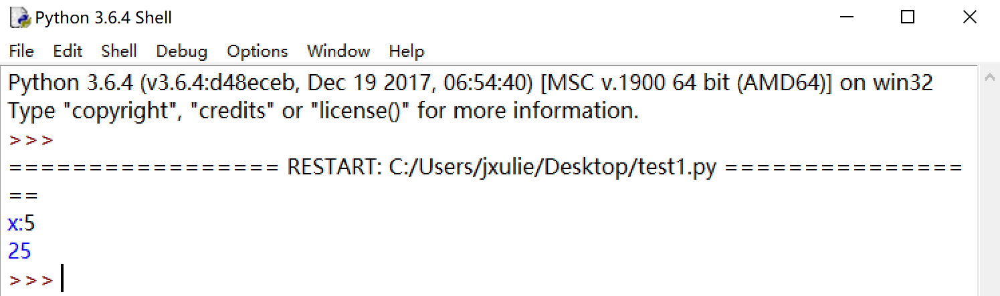 Python 3.6.4 Shell
File Edit Shell Debug Options Window Help
Python 3.6.4 (v3.6.4:d48eceb, Dec 19 2017, 06:54:40) [MSC v.1900 64 bit (AMD64)] on win32
Type "copyright", "credits" or "license()" for more information.
>>>
================= RESTART: C:/Users/jxulie/Desktop/test1.py ===============
==
x:5
25
>>>